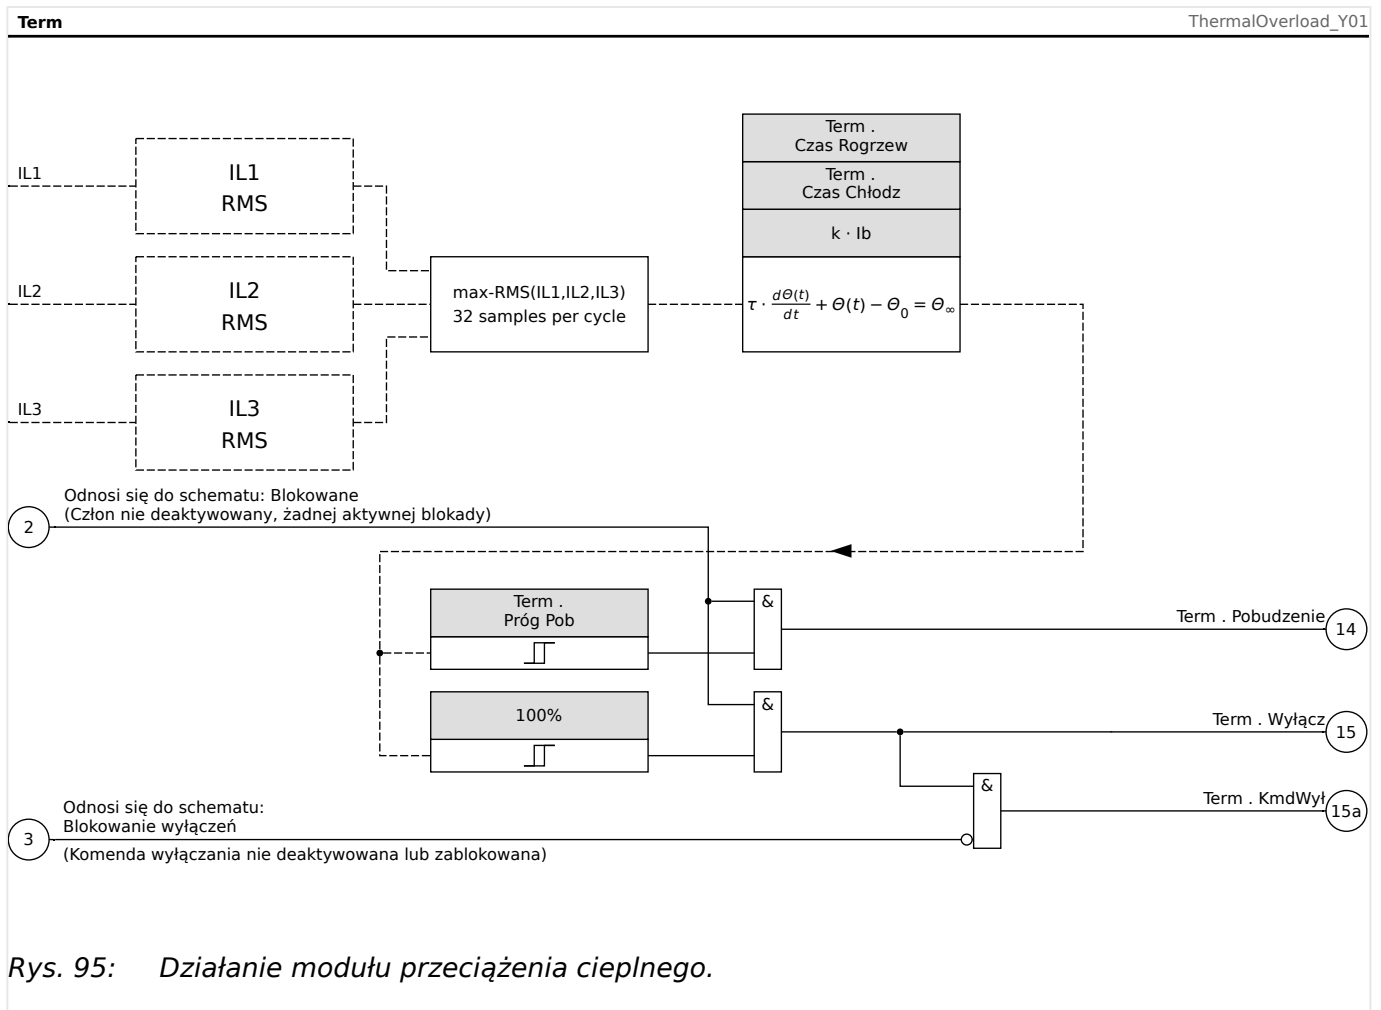 Term
ThermalOverload_Y01
Term .
Czas Rogrzew
Term .
Czas Chłodz
k · Ib
τ · dΘ(t)/dt + Θ(t) − Θ₀ = Θ∞
IL1
IL1
RMS
IL2
IL2
RMS
IL3
IL3
RMS
max-RMS(IL1,IL2,IL3)
32 samples per cycle
Odnosi się do schematu: Blokowane
(Człon nie deaktywowany, żadnej aktywnej blokady)
2
Term .
Próg Pob
&
Term . Pobudzenie
14
100%
&
Term . Wyłącz
15
&
Term . KmdWył
15a
Odnosi się do schematu:
Blokowanie wyłączeń
3
(Komenda wyłączania nie deaktywowana lub zablokowana)
Rys. 95: Działanie modułu przeciążenia cieplnego.